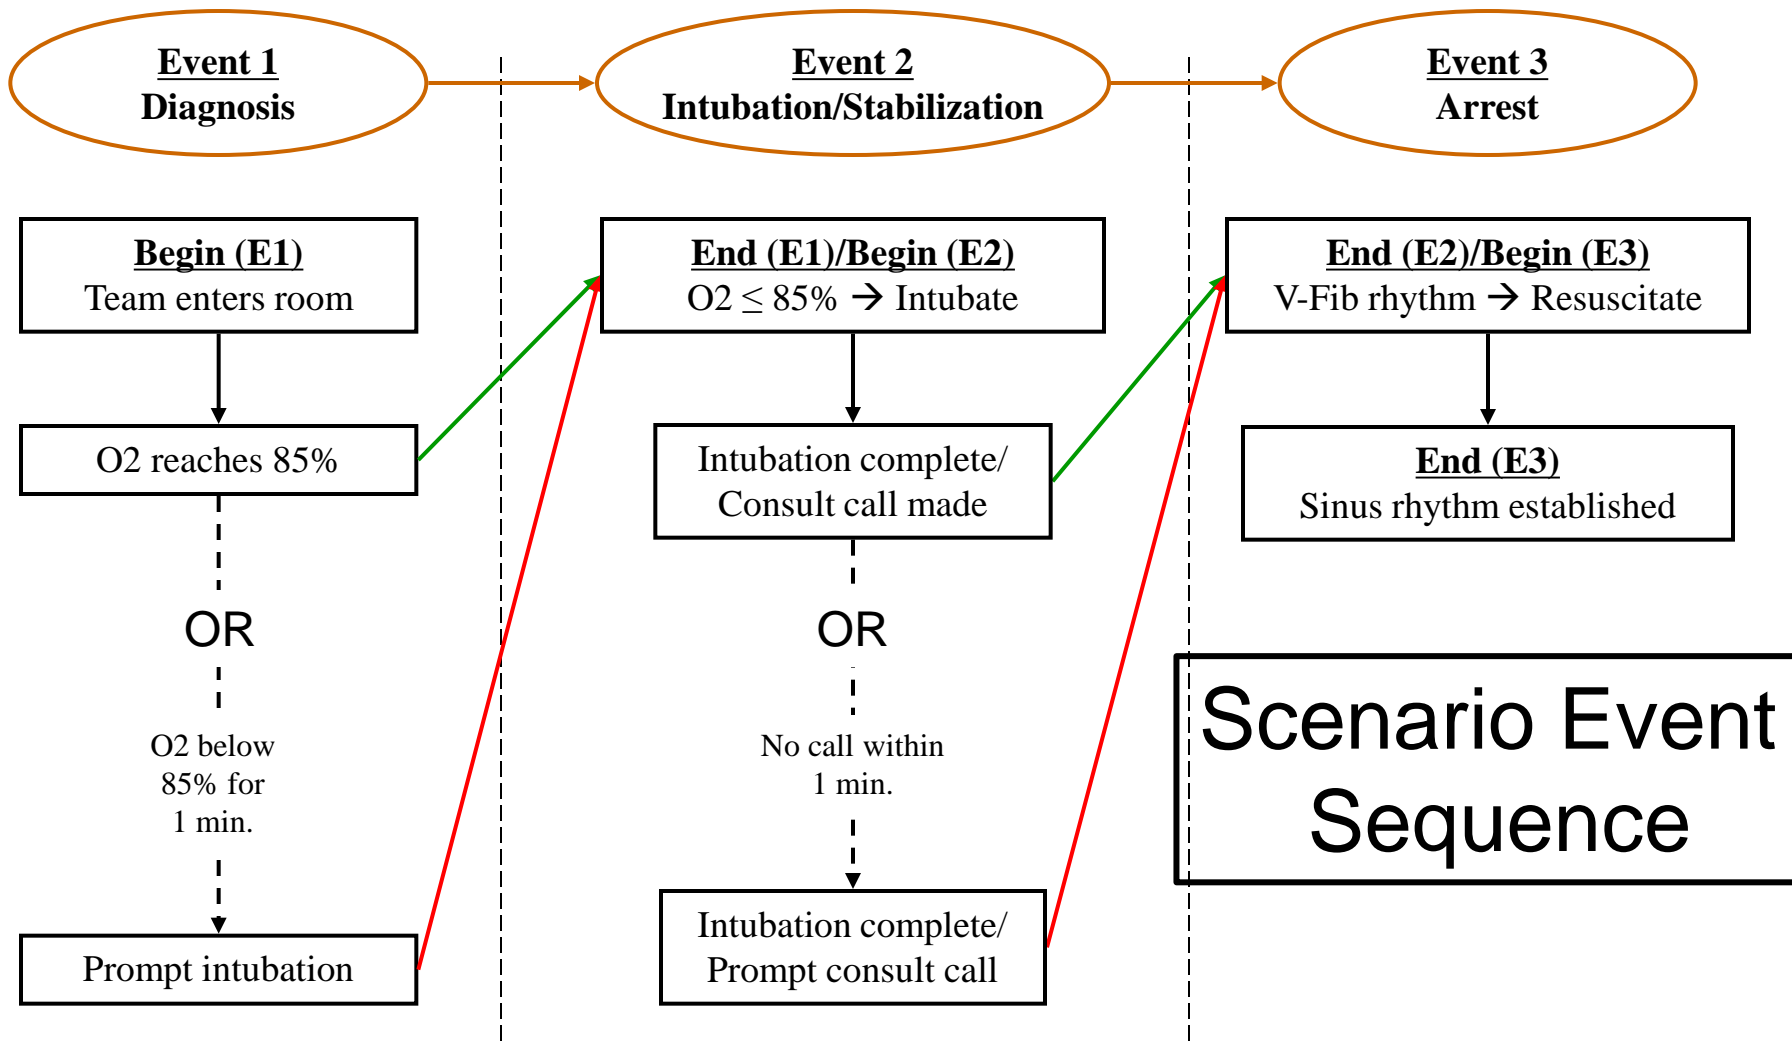 Event 1
Diagnosis
Event 2
Intubation/Stabilization
Event 3
Arrest
Begin (E1)
Team enters room
O2 reaches 85%
OR
O2 below
85% for
1 min.
Prompt intubation
End (E1)/Begin (E2)
O2 ≤ 85% → Intubate
Intubation complete/
Consult call made
OR
No call within
1 min.
Intubation complete/
Prompt consult call
End (E2)/Begin (E3)
V-Fib rhythm → Resuscitate
End (E3)
Sinus rhythm established
Scenario Event
Sequence